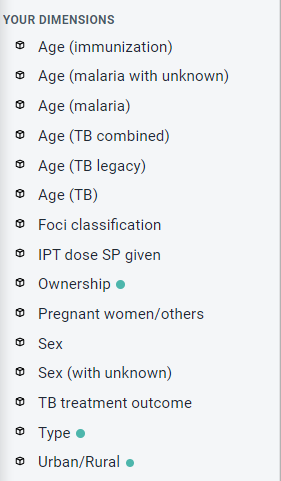 YOUR DIMENSIONS
Age (immunization)
Age (malaria with unknown)
Age (malaria)
Age (TB combined)
Age (TB legacy)
Age (TB)
Foci classification
IPT dose SP given
Ownership
Pregnant women/others
Sex
Sex (with unknown)
TB treatment outcome
Type
Urban/Rural